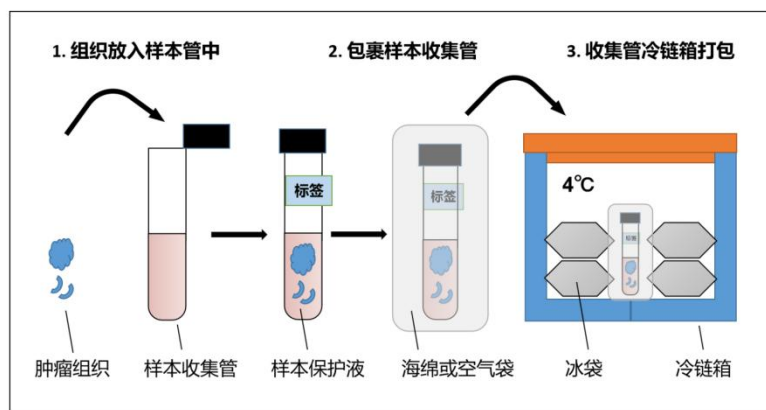 1. 组织放入样本管中
2. 包裹样本收集管
3. 收集管冷链箱打包
标签
标签
4℃
标签
肿瘤组织
样本收集管
样本保护液
海绵或空气袋
冰袋
冷链箱